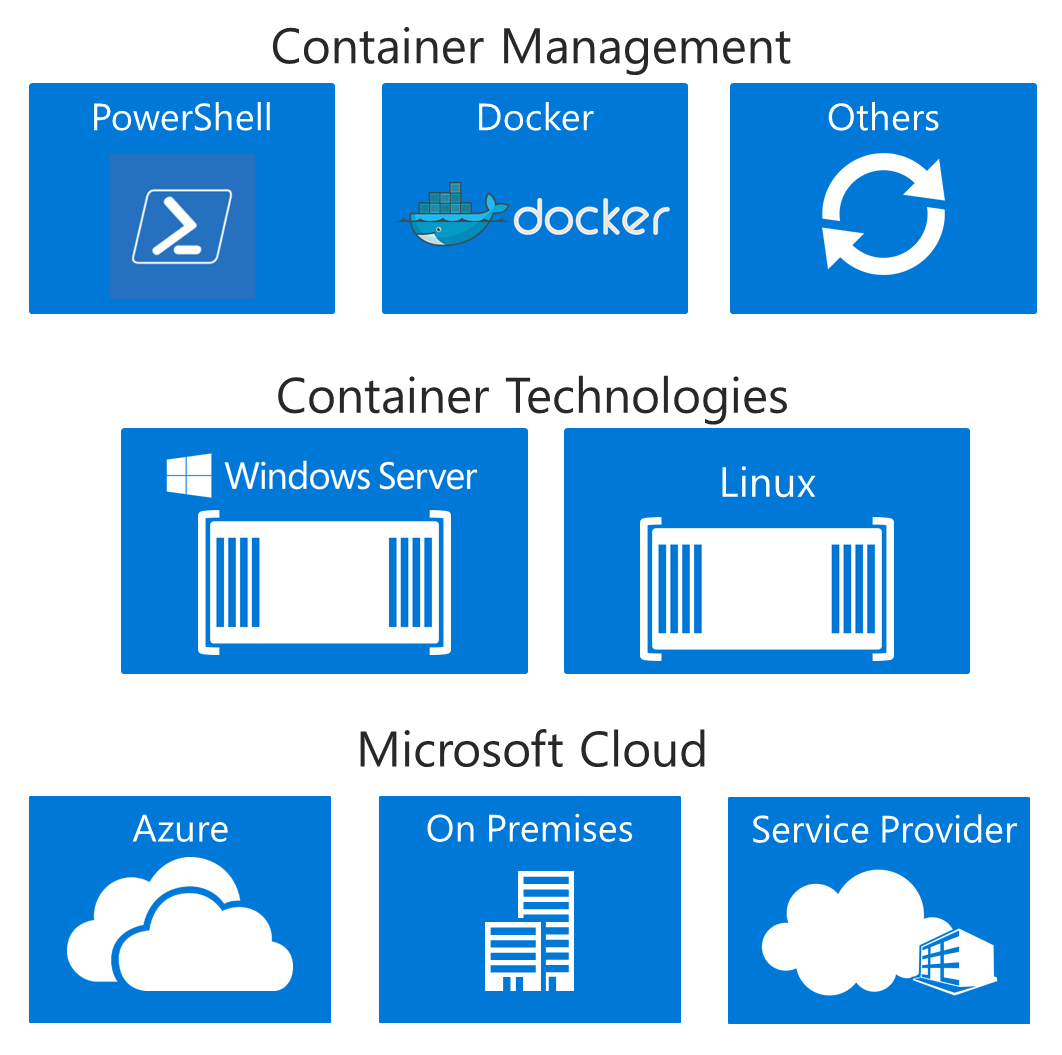 Container Management
PowerShell
Docker
Others
docker
Container Technologies
Windows Server
Linux
Microsoft Cloud
Azure
On Premises
Service Provider